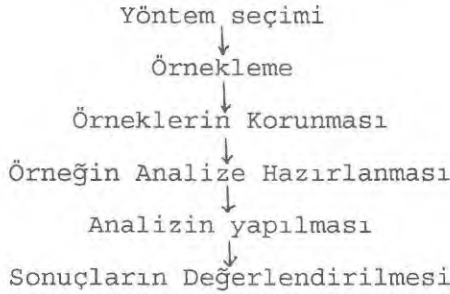 Yöntem seçimi
Örnekleme
Örneklerin Korunması
Örneğin Analize Hazırlanması
Analizin yapılması
Sonuçların Değerlendirilmesi